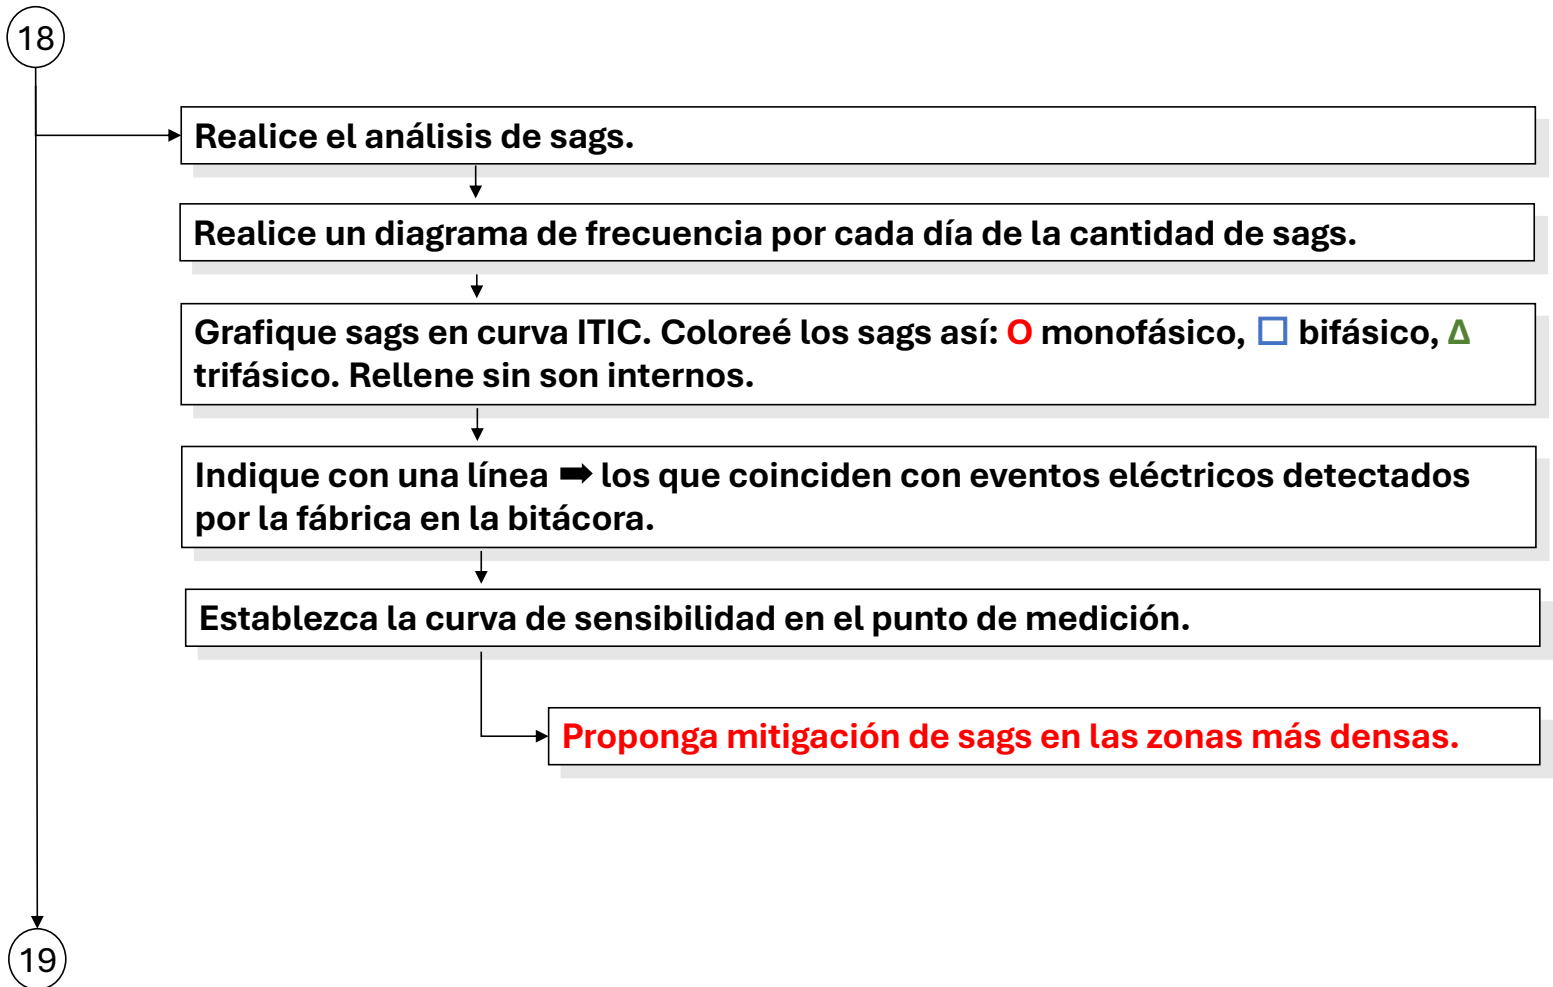 18
Realice el análisis de sags.
Realice un diagrama de frecuencia por cada día de la cantidad de sags.
Grafique sags en curva ITIC. Coloreé los sags así: O monofásico, □ bifásico, Δ
trifásico. Rellene sin son internos.
Indique con una línea ➡ los que coinciden con eventos eléctricos detectados
por la fábrica en la bitácora.
Establezca la curva de sensibilidad en el punto de medición.
Proponga mitigación de sags en las zonas más densas.
19